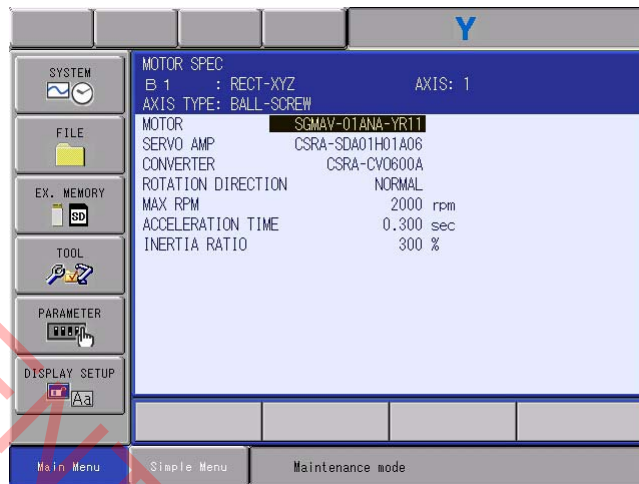 Y
SYSTEM
FILE
EX. MEMORY
SD
TOOL
PARAMETER
DISPLAY SETUP
Aa
MOTOR SPEC
B1 : RECT-XYZ AXIS: 1
AXIS TYPE: BALL-SCREW
MOTOR SGMAV-01ANA-YR11
SERVO AMP CSRA-SDA01H01A06
CONVERTER CSRA-CV0600A
ROTATION DIRECTION NORMAL
MAX RPM 2000 rpm
ACCELERATION TIME 0.300 sec
INERTIA RATIO 300 %
Main Menu
Simple Menu
Maintenance mode